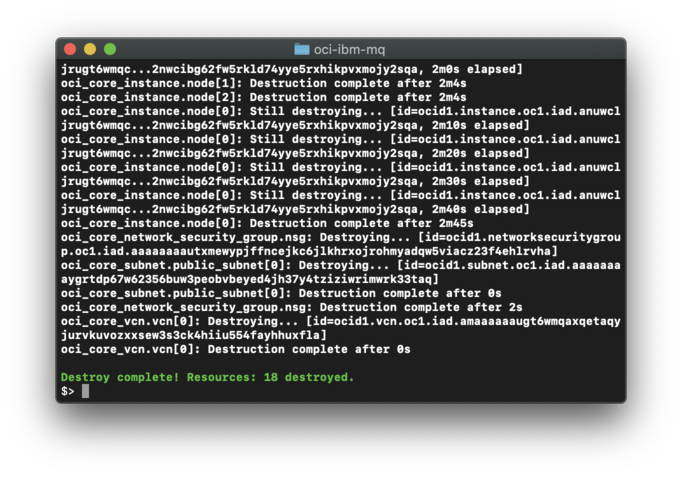 oci-ibm-mq
jrugt6wmqc...2nwcibg62fw5rkld74yye5rxhikpvxmojy2sqa, 2m0s elapsed]
oci_core_instance.node[1]: Destruction complete after 2m4s
oci_core_instance.node[2]: Destruction complete after 2m4s
oci_core_instance.node[0]: Still destroying... [id=ocid1.instance.oc1.iad.anuwcl
jrugt6wmqc...2nwcibg62fw5rkld74yye5rxhikpvxmojy2sqa, 2m10s elapsed]
oci_core_instance.node[0]: Still destroying... [id=ocid1.instance.oc1.iad.anuwcl
jrugt6wmqc...2nwcibg62fw5rkld74yye5rxhikpvxmojy2sqa, 2m20s elapsed]
oci_core_instance.node[0]: Still destroying... [id=ocid1.instance.oc1.iad.anuwcl
jrugt6wmqc...2nwcibg62fw5rkld74yye5rxhikpvxmojy2sqa, 2m30s elapsed]
oci_core_instance.node[0]: Still destroying... [id=ocid1.instance.oc1.iad.anuwcl
jrugt6wmqc...2nwcibg62fw5rkld74yye5rxhikpvxmojy2sqa, 2m40s elapsed]
oci_core_instance.node[0]: Destruction complete after 2m45s
oci_core_network_security_group.nsg: Destroying... [id=ocid1.networksecuritygrou
p.oc1.iad.aaaaaaaautxmewypjffncejkc6jlkhrxojrohmyadqw5viacz23f4ehlrvha]
oci_core_subnet.public_subnet[0]: Destroying... [id=ocid1.subnet.oc1.iad.aaaaaaa
aygrtdp67w62356buw3peobvbeyed4jh37y4tziziwrimwrk33taq]
oci_core_subnet.public_subnet[0]: Destruction complete after 0s
oci_core_network_security_group.nsg: Destruction complete after 2s
oci_core_vcn.vcn[0]: Destroying... [id=ocid1.vcn.oc1.iad.amaaaaaaugt6wmqaxqetaqy
jurvkuvozxxsew3s3ck4hiiu554fayhhuxfla]
oci_core_vcn.vcn[0]: Destruction complete after 0s
Destroy complete! Resources: 18 destroyed.
$>